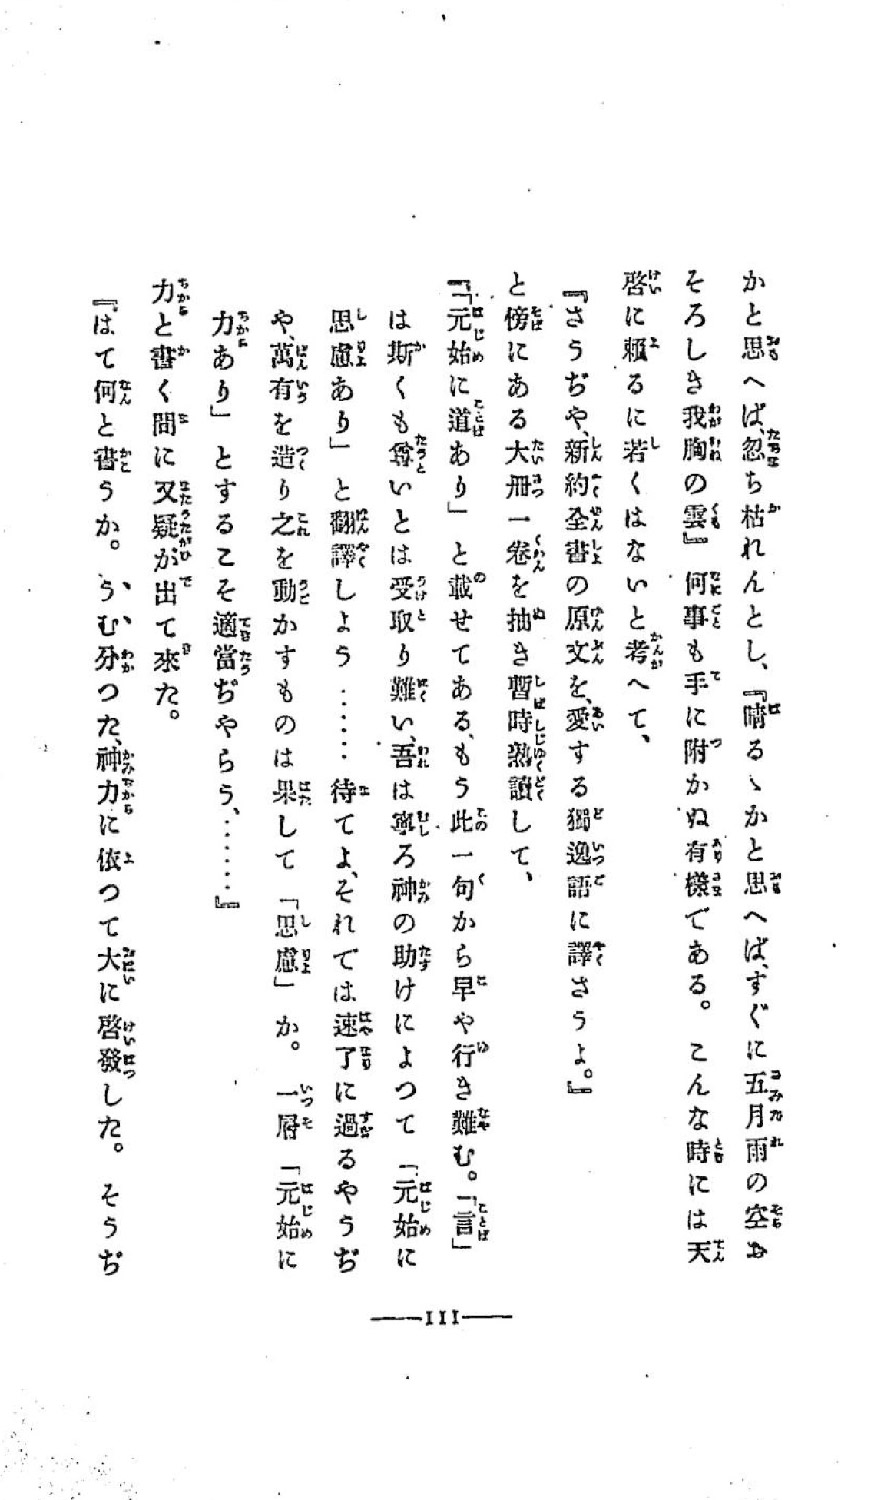 かと思へば、忽ち枯れんとし、『晴るゝかと思へば、すぐに五月雨の空お
そろしき我胸の雲』何事も手に附かぬ有様である。こんな時には天
啓に頼るに若くはないと考へて、
『さうぢや、新約全書の原文を、愛する獨逸語に譯さうよ。』
と傍にある大冊一卷を抽き暫時熟讀して、
『「元始に道あり」と載せてある、もう此一句から早や行き難む。「言」
は斯くも尊いとは受取り難い、吾は寧ろ神の助けによつて「元始に
思慮あり」と翻譯しよう……待てよ、それでは速了に過るやうぢ
や、萬有を造り之を動かすものは果して「思慮」か。一層「元始に
力あり」とするこそ適當ぢやらう、……』
力と書く間に又疑が出て來た。
『はて何と書うか。うむ分つた、神力に依つて大に啓發した。そうぢ
111